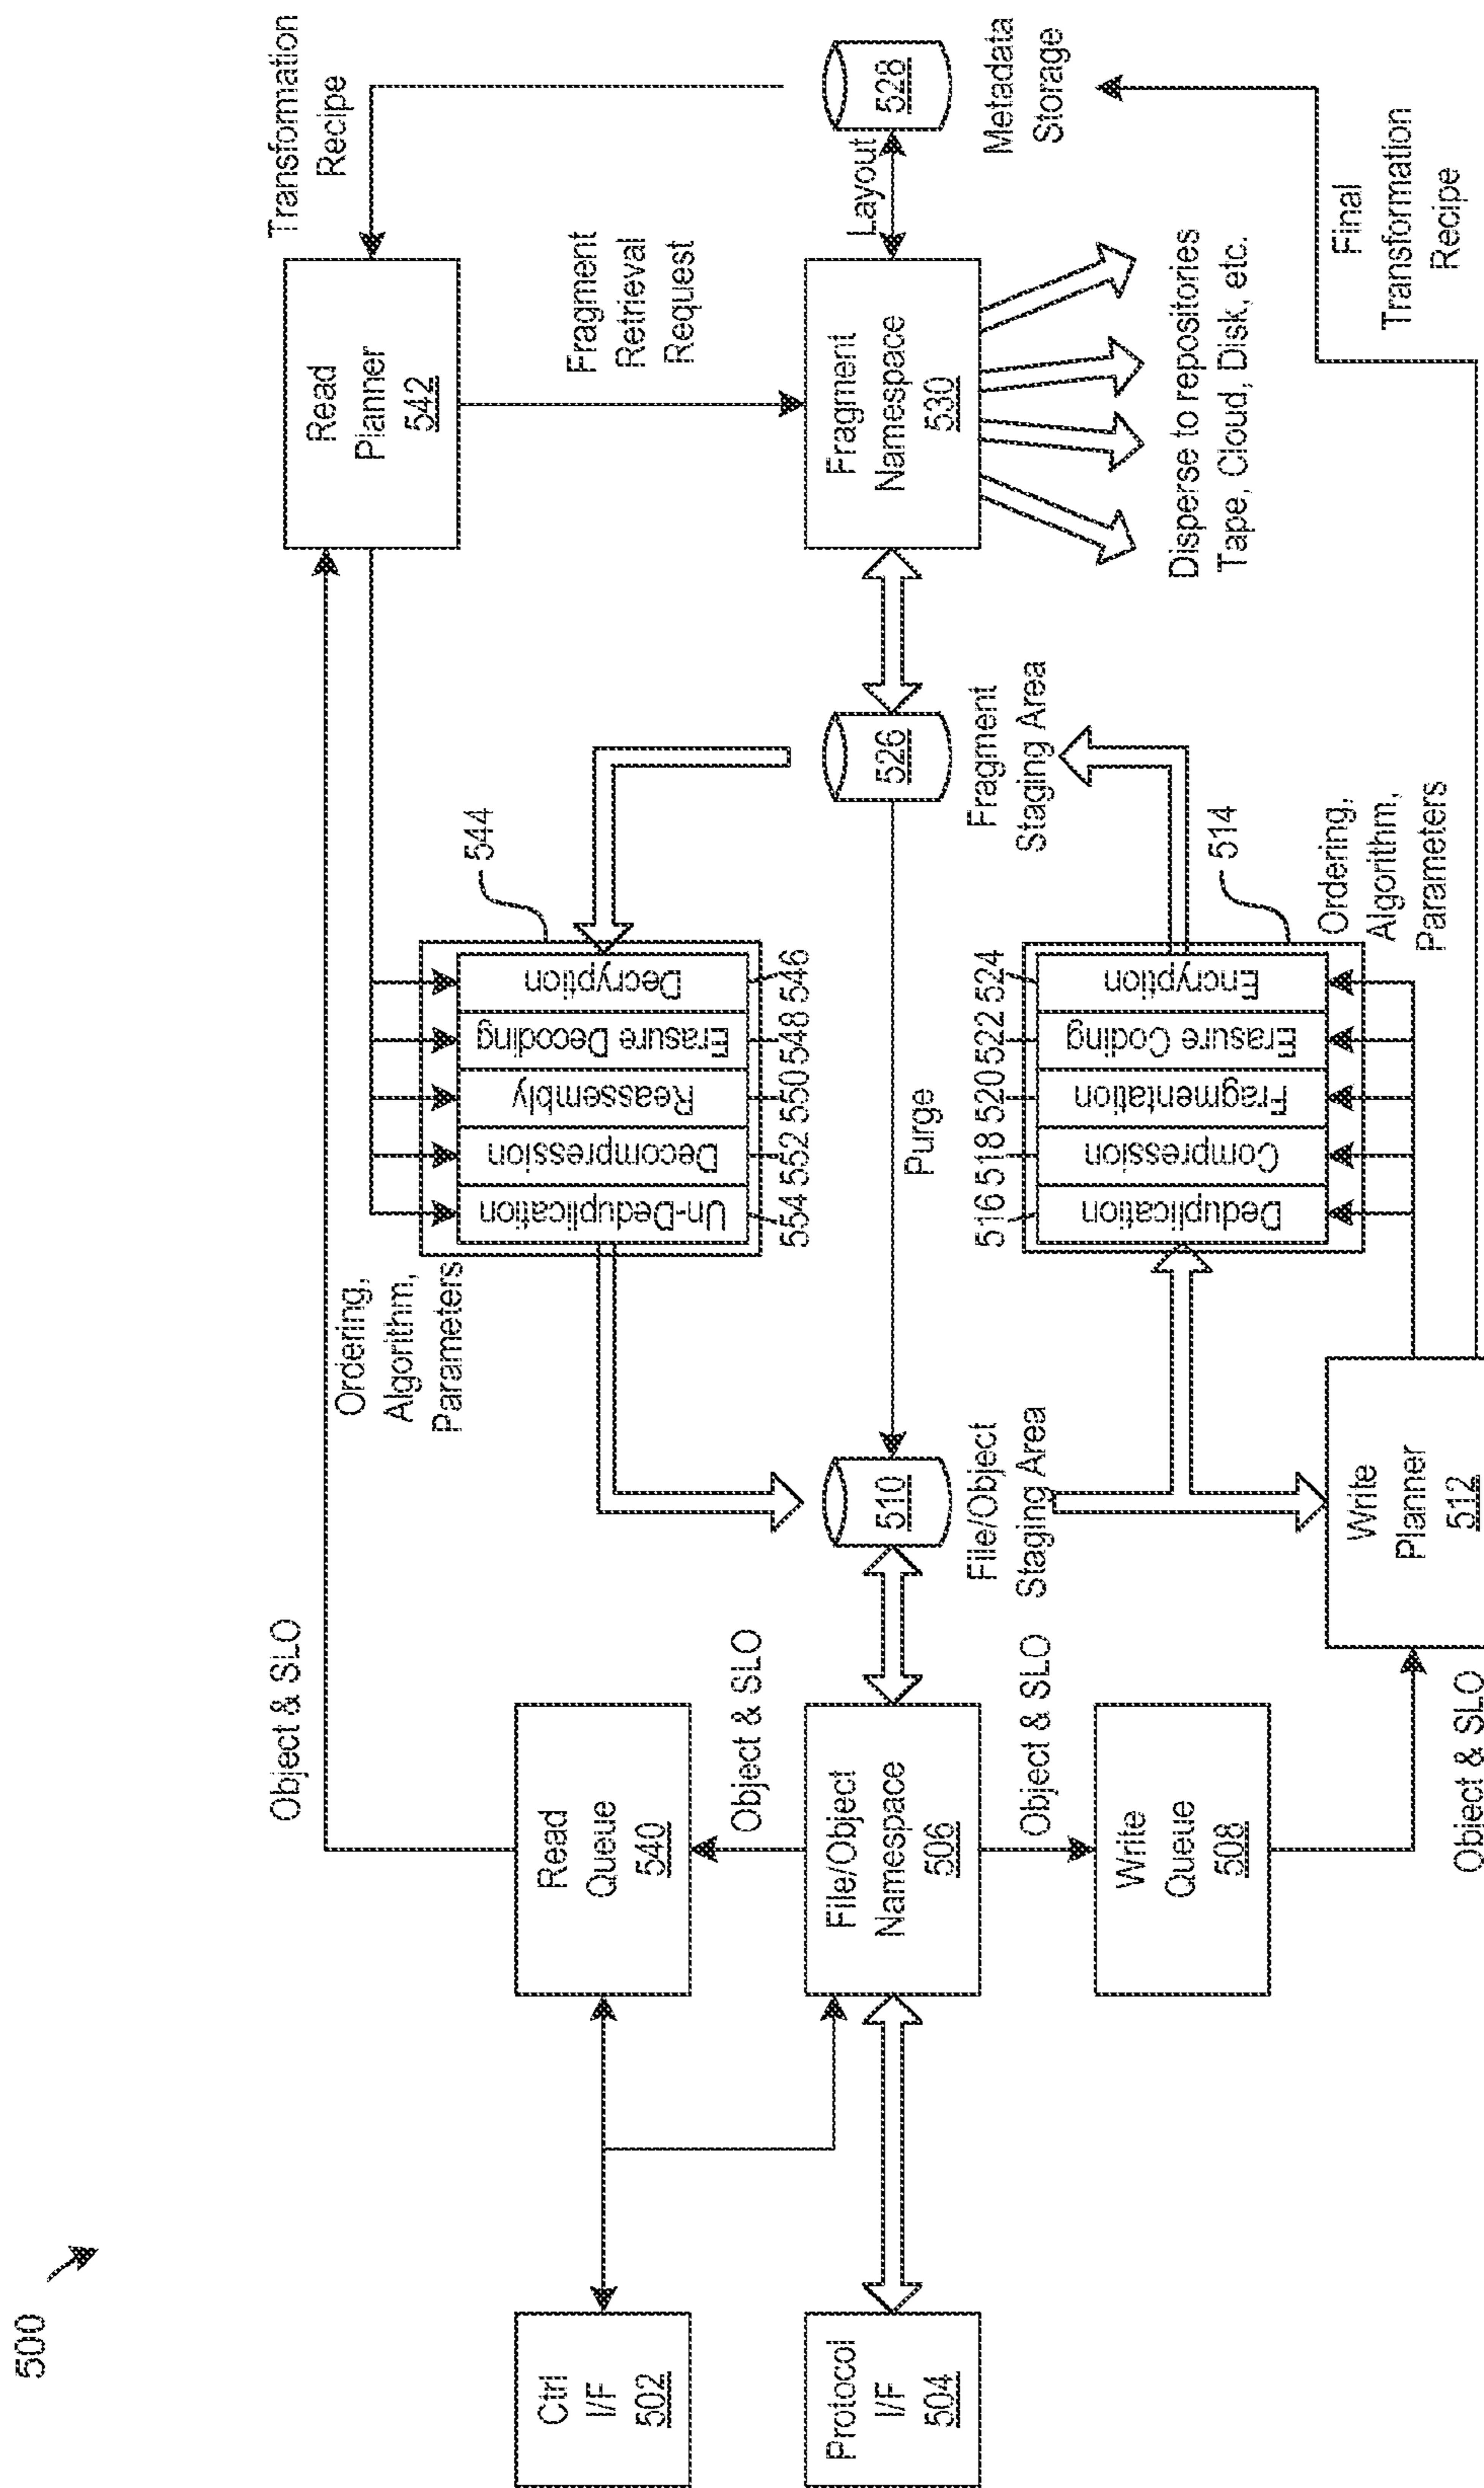 500
Ctrl
I/F
502
Protocol
I/F
504
Object & SLO
Read
Queue
540
Object & SLO
File/Object
Namespace
506
Object & SLO
Write
Queue
508
Object & SLO
Write
Planner
512
510
File/Object
Staging Area
Ordering,
Algorithm,
Parameters
544
Un-Deduplication
Decompression
Reassembly
Erasure Decoding
Decryption
554 552 550 548 546
Purge
516 518 520 522 524
Deduplication
Compression
Fragmentation
Erasure Coding
Encryption
514
Ordering,
Algorithm,
Parameters
526
Fragment
Staging Area
Read
Planner
542
Fragment
Retrieval
Request
Fragment
Namespace
530
Disperse to repositories
Tape, Cloud, Disk, etc.
Transformation
Recipe
Layout
528
Metadata
Storage
Final
Transformation
Recipe